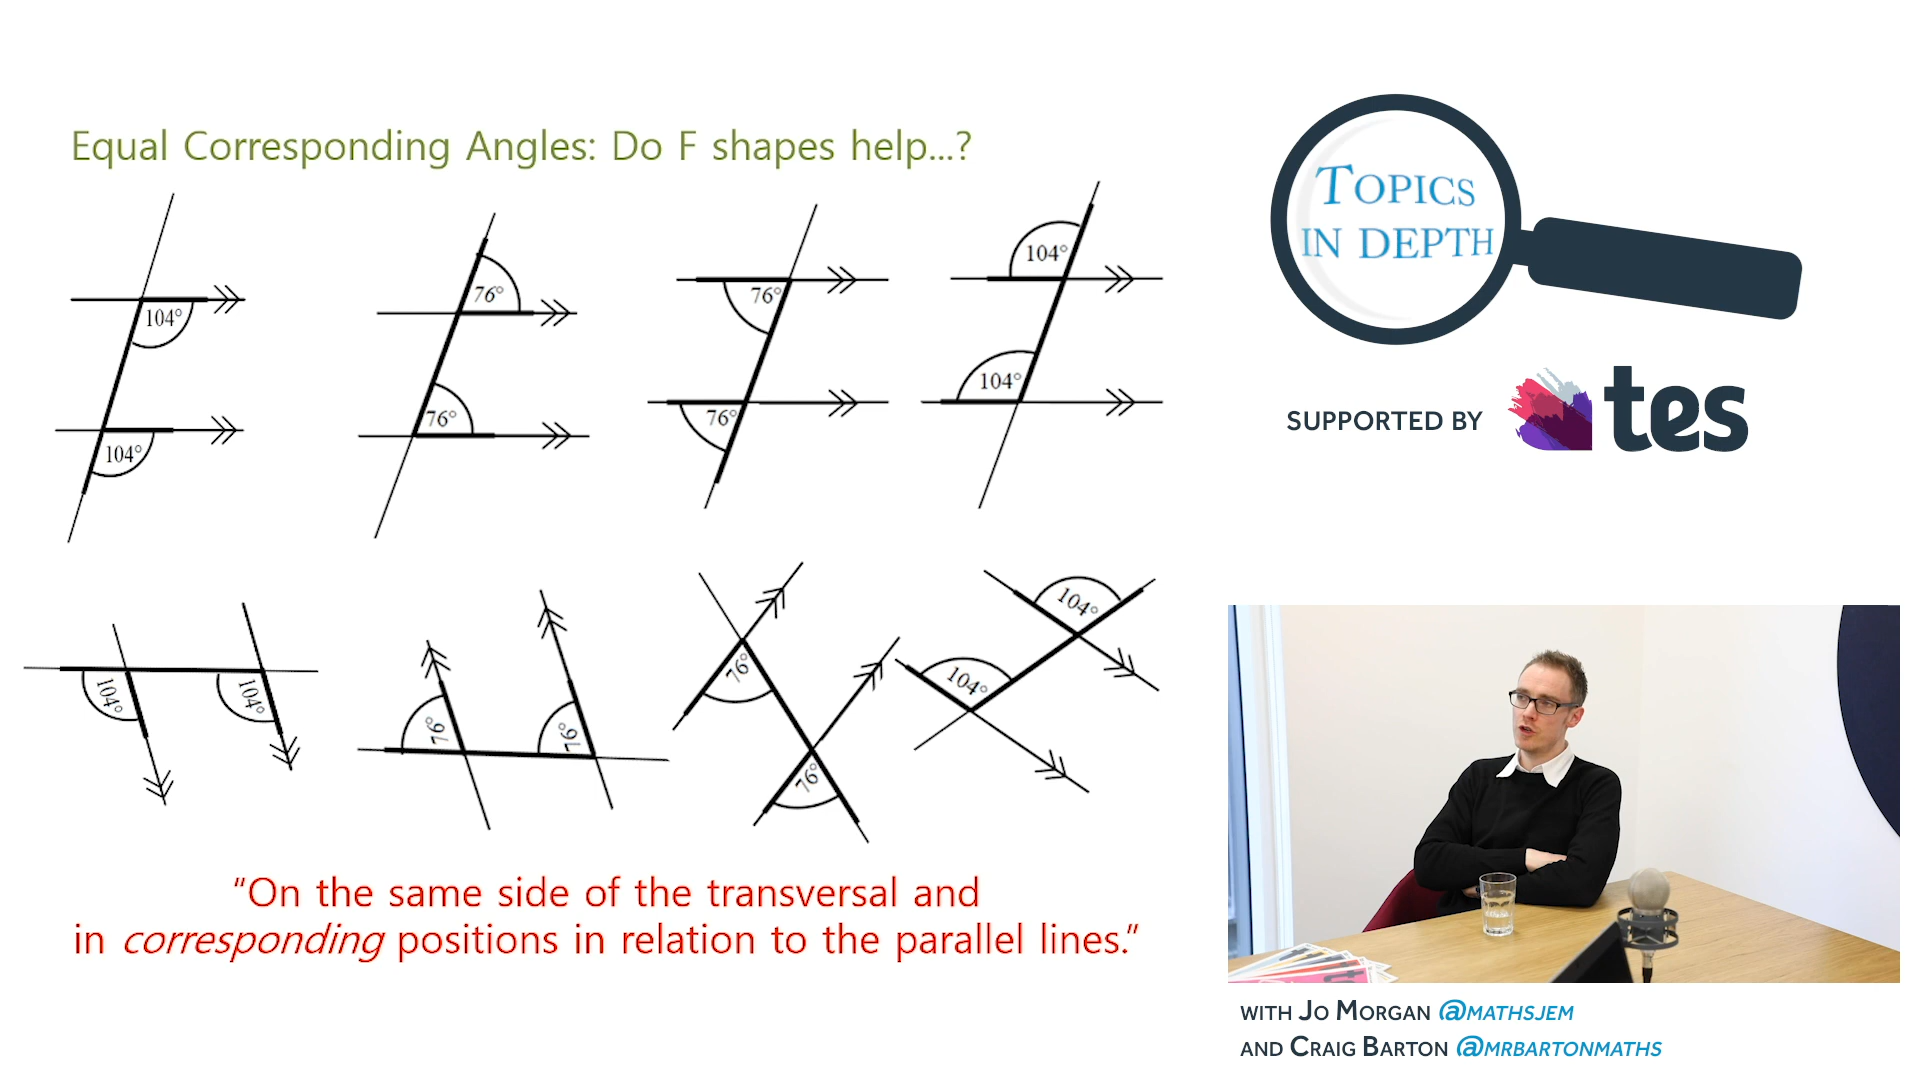 Equal Corresponding Angles: Do F shapes help...?
104°
104°
76°
76°
76°
76°
104°
104°
104°
104°
76°
76°
76°
76°
104°
104°
"On the same side of the transversal and
in corresponding positions in relation to the parallel lines."
TOPICS
IN DEPTH
SUPPORTED BY tes
WITH JO MORGAN @MATHSJEM
AND CRAIG BARTON @MRBARTONMATHS